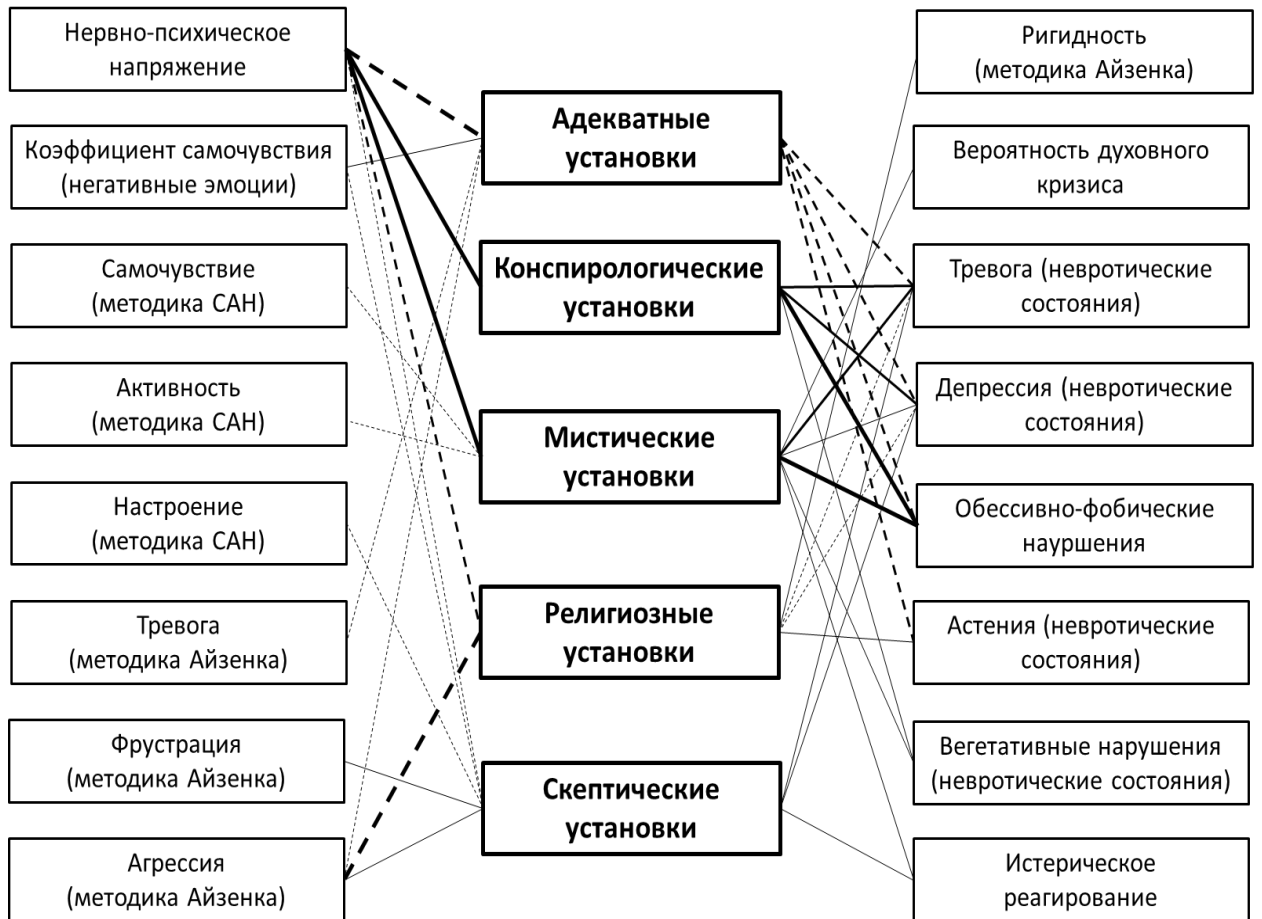 Нервно-психическое
напряжение
Коэффициент самочувствия
(негативные эмоции)
Самочувствие
(методика САН)
Активность
(методика САН)
Настроение
(методика САН)
Тревога
(методика Айзенка)
Фрустрация
(методика Айзенка)
Агрессия
(методика Айзенка)
Адекватные
установки
Конспирологические
установки
Мистические
установки
Религиозные
установки
Скептические
установки
Ригидность
(методика Айзенка)
Вероятность духовного
кризиса
Тревога (невротические
состояния)
Депрессия (невротические
состояния)
Обессивно-фобические
науршения
Астения (невротические
состояния)
Вегетативные нарушения
(невротические состояния)
Истерическое
реагирование